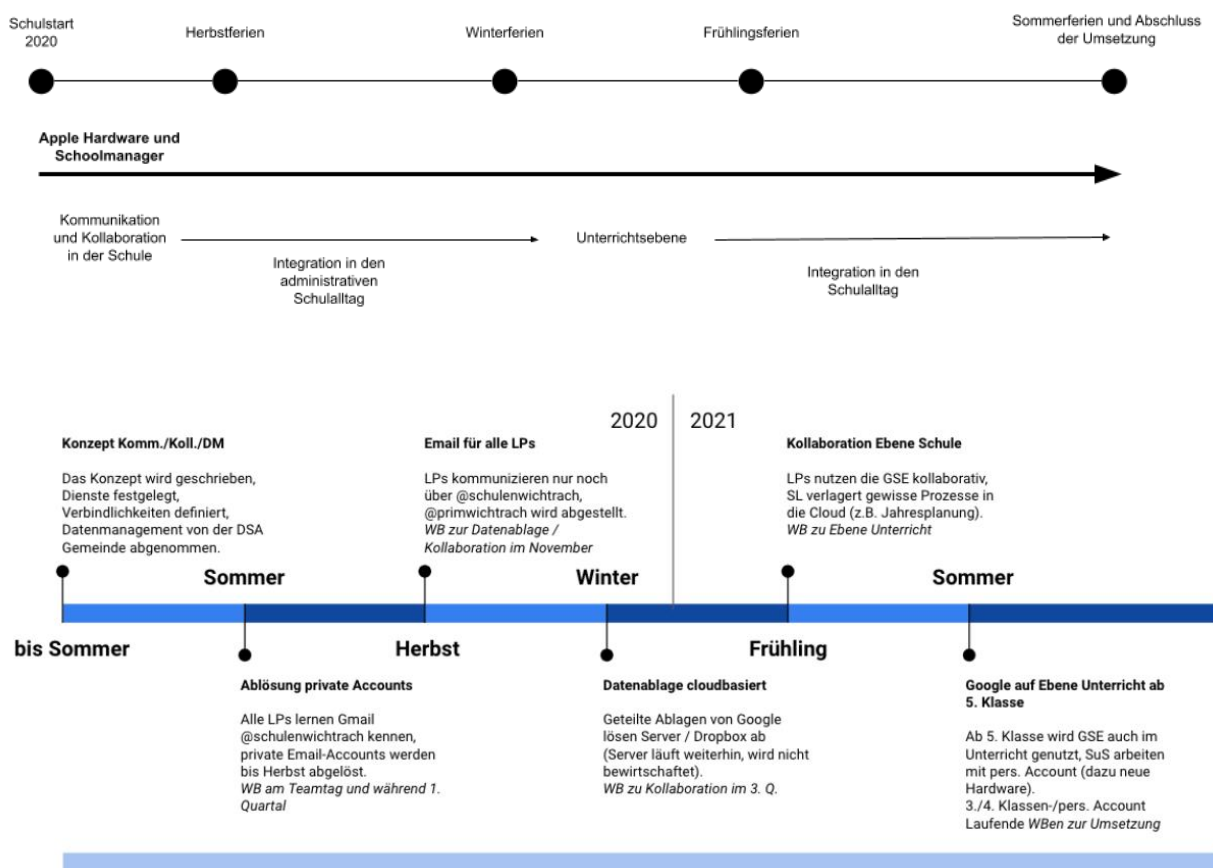 Schulstart
2020
Herbstferien
Winterferien
Frühlingsferien
Sommerferien und Abschluss
der Umsetzung
Apple Hardware und
Schoolmanager
Kommunikation
und Kollaboration
in der Schule
Integration in den
administrativen
Schulalltag
Unterrichtsebene
Integration in den
Schulalltag
2020
2021
Konzept Komm./Koll./DM
Das Konzept wird geschrieben,
Dienste festgelegt,
Verbindlichkeiten definiert,
Datenmanagement von der DSA
Gemeinde abgenommen.
Email für alle LPs
LPs kommunizieren nur noch
über @schulenwichtrach,
@primwichtrach wird abgestellt.
WB zur Datenablage /
Kollaboration im November
Kollaboration Ebene Schule
LPs nutzen die GSE kollaborativ,
SL verlagert gewisse Prozesse in
die Cloud (z.B. Jahresplanung).
WB zu Ebene Unterricht
Sommer
Winter
Sommer
bis Sommer
Herbst
Frühling
Ablösung private Accounts
Alle LPs lernen Gmail
@schulenwichtrach kennen,
private Email-Accounts werden
bis Herbst abgelöst.
WB am Teamtag und während 1.
Quartal
Datenablage cloudbasiert
Geteilte Ablagen von Google
lösen Server / Dropbox ab
(Server läuft weiterhin, wird nicht
bewirtschaftet).
WB zu Kollaboration im 3. Q.
Google auf Ebene Unterricht ab
5. Klasse
Ab 5. Klasse wird GSE auch im
Unterricht genutzt, SuS arbeiten
mit pers. Account (dazu neue
Hardware).
3./4. Klassen-/pers. Account
Laufende WBen zur Umsetzung